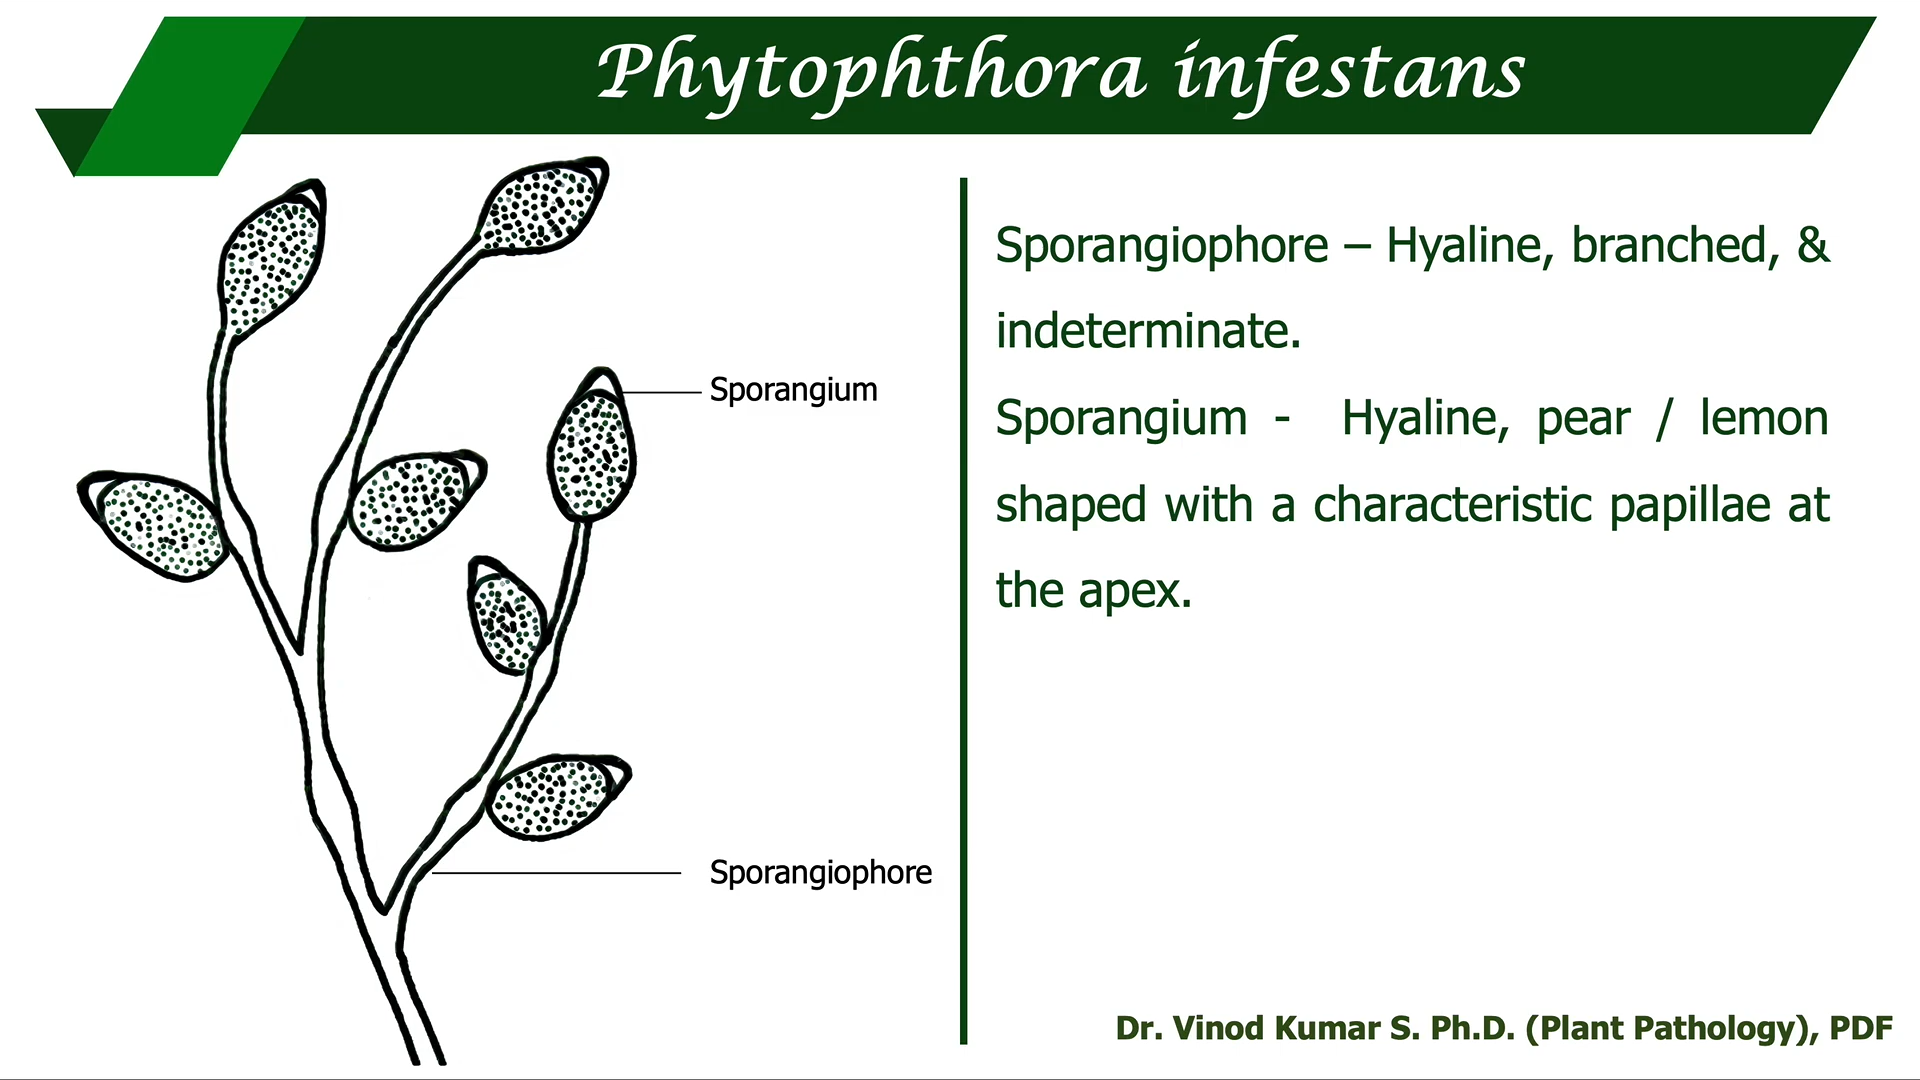 Phytophthora infestans
Sporangium
Sporangiophore
Sporangiophore – Hyaline, branched, &
indeterminate.
Sporangium - Hyaline, pear / lemon
shaped with a characteristic papillae at
the apex.
Dr. Vinod Kumar S. Ph.D. (Plant Pathology), PDF